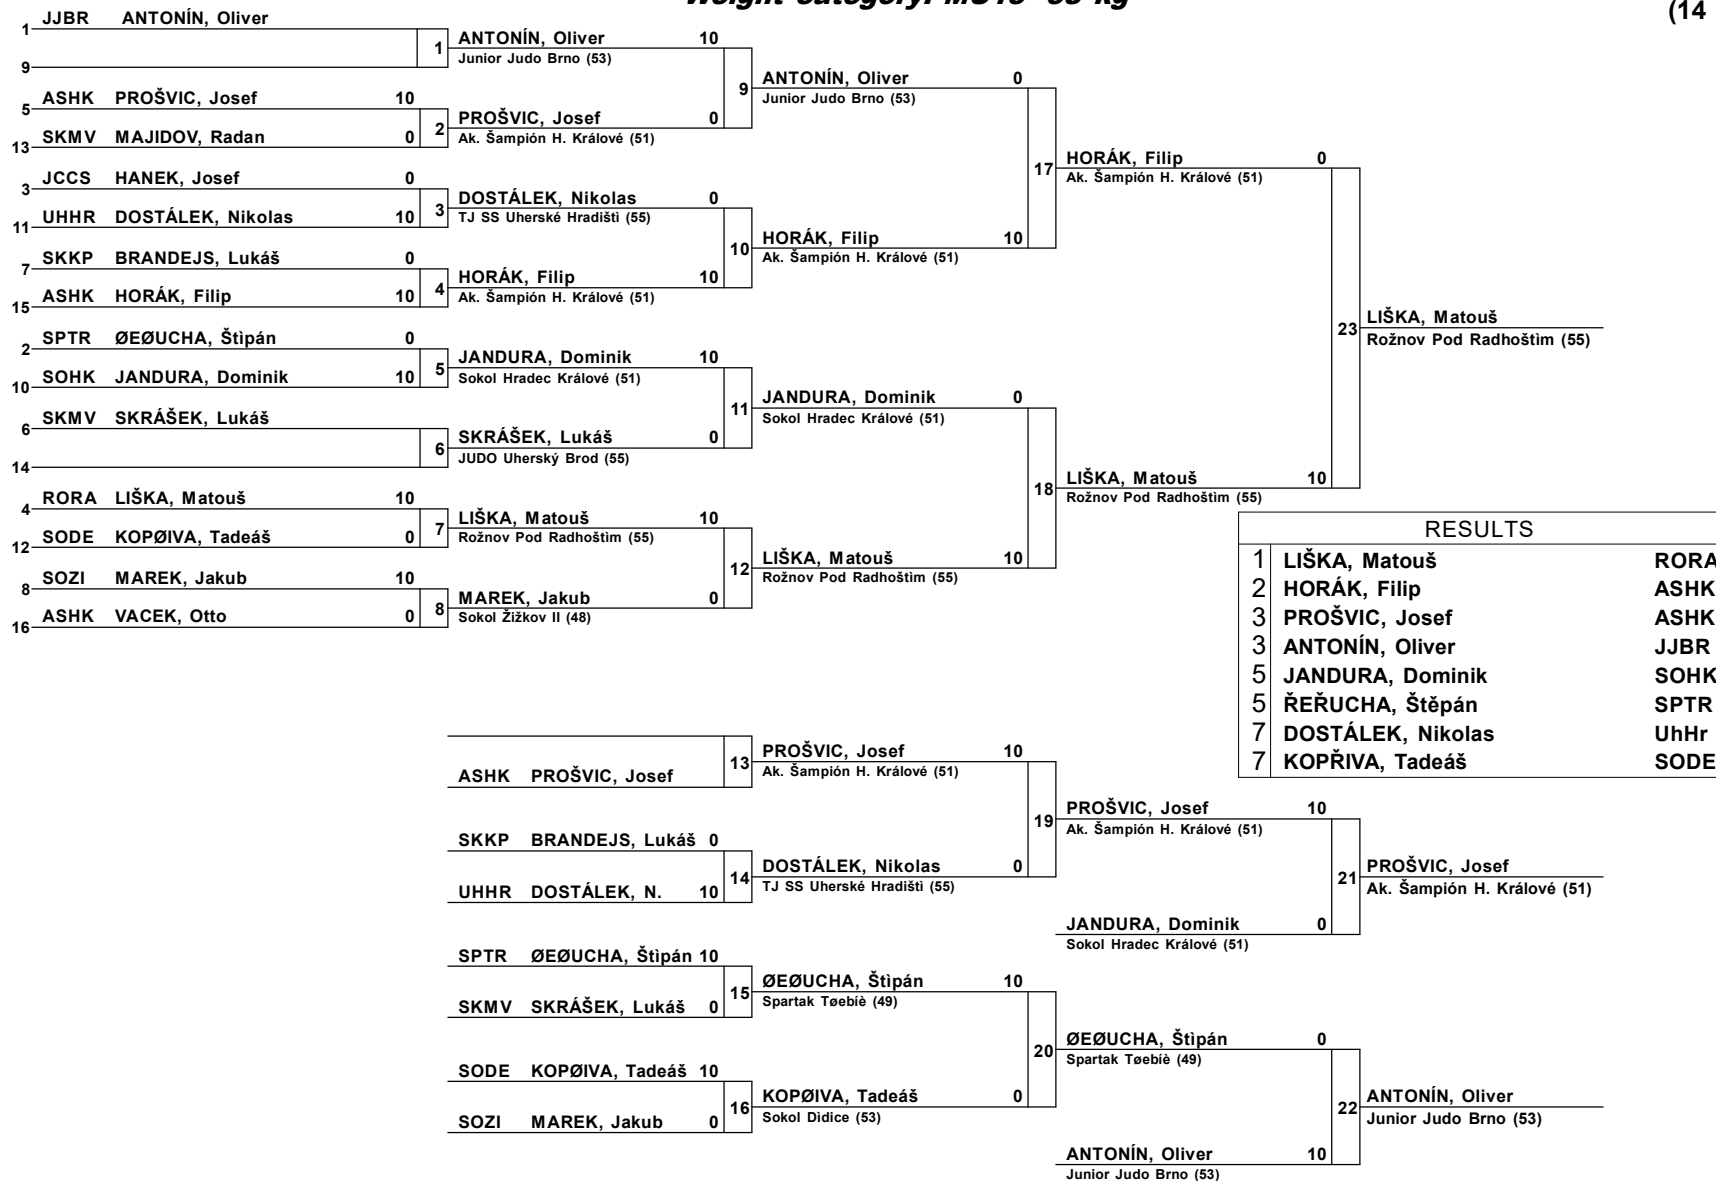 (14
1 JJBR ANTONÍN, Oliver
9
5 ASHK PROŠVIC, Josef 10
13 SKMV MAJIDOV, Radan 0
3 JCCS HANEK, Josef 0
11 UHHR DOSTÁLEK, Nikolas 10
7 SKKP BRANDEJS, Lukáš 0
15 ASHK HORÁK, Filip 10
2 SPTR ØEØUCHA, Štìpán 0
10 SOHK JANDURA, Dominik 10
6 SKMV SKRÁŠEK, Lukáš
14
4 RORA LIŠKA, Matouš 10
12 SODE KOPØIVA, Tadeáš 0
8 SOZI MAREK, Jakub 10
16 ASHK VACEK, Otto 0
1 ANTONÍN, Oliver 10
Junior Judo Brno (53)
2 PROŠVIC, Josef 0
Ak. Šampión H. Králové (51)
3 DOSTÁLEK, Nikolas 0
TJ SS Uherské Hradištì (55)
4 HORÁK, Filip 10
Ak. Šampión H. Králové (51)
5 JANDURA, Dominik 10
Sokol Hradec Králové (51)
6 SKRÁŠEK, Lukáš 0
JUDO Uherský Brod (55)
7 LIŠKA, Matouš 10
Rožnov Pod Radhoštìm (55)
8 MAREK, Jakub 0
Sokol Žižkov II (48)
9 ANTONÍN, Oliver 0
Junior Judo Brno (53)
10 HORÁK, Filip 10
Ak. Šampión H. Králové (51)
11 JANDURA, Dominik 0
Sokol Hradec Králové (51)
12 LIŠKA, Matouš 10
Rožnov Pod Radhoštìm (55)
17 HORÁK, Filip 0
Ak. Šampión H. Králové (51)
18 LIŠKA, Matouš 10
Rožnov Pod Radhoštìm (55)
23 LIŠKA, Matouš
Rožnov Pod Radhoštìm (55)
RESULTS
1 LIŠKA, Matouš RORA
2 HORÁK, Filip ASHK
3 PROŠVIC, Josef ASHK
3 ANTONÍN, Oliver JJBR
5 JANDURA, Dominik SOHK
5 ŘEŘUCHA, Štěpán SPTR
7 DOSTÁLEK, Nikolas UhHr
7 KOPŘIVA, Tadeáš SODE
ASHK PROŠVIC, Josef
SKKP BRANDEJS, Lukáš 0
UHHR DOSTÁLEK, N. 10
SPTR ØEØUCHA, Štìpán 10
SKMV SKRÁŠEK, Lukáš 0
SODE KOPØIVA, Tadeáš 10
SOZI MAREK, Jakub 0
13 PROŠVIC, Josef 10
Ak. Šampión H. Králové (51)
14 DOSTÁLEK, Nikolas 0
TJ SS Uherské Hradištì (55)
15 ØEØUCHA, Štìpán 10
Spartak Tøebíè (49)
16 KOPØIVA, Tadeáš 0
Sokol Dìdice (53)
19 PROŠVIC, Josef 10
Ak. Šampión H. Králové (51)
JANDURA, Dominik 0
Sokol Hradec Králové (51)
20 ØEØUCHA, Štìpán 0
Spartak Tøebíè (49)
ANTONÍN, Oliver 10
Junior Judo Brno (53)
21 PROŠVIC, Josef
Ak. Šampión H. Králové (51)
22 ANTONÍN, Oliver
Junior Judo Brno (53)